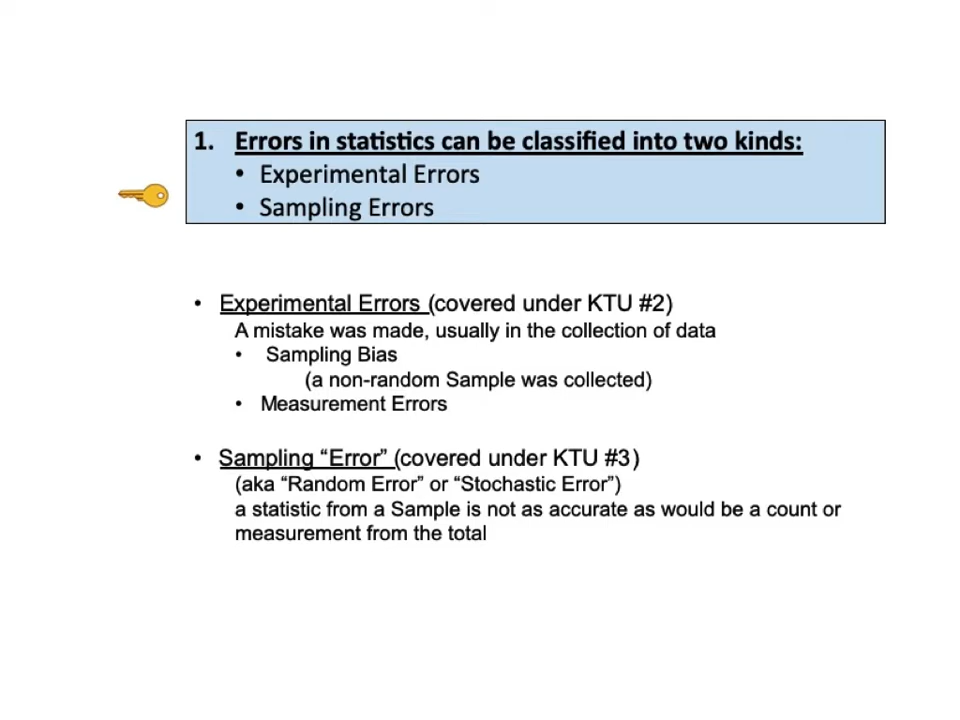 1. Errors in statistics can be classified into two kinds:
• Experimental Errors
• Sampling Errors
• Experimental Errors (covered under KTU #2)
A mistake was made, usually in the collection of data
• Sampling Bias
(a non-random Sample was collected)
• Measurement Errors
• Sampling “Error” (covered under KTU #3)
(aka “Random Error” or “Stochastic Error”)
a statistic from a Sample is not as accurate as would be a count or
measurement from the total